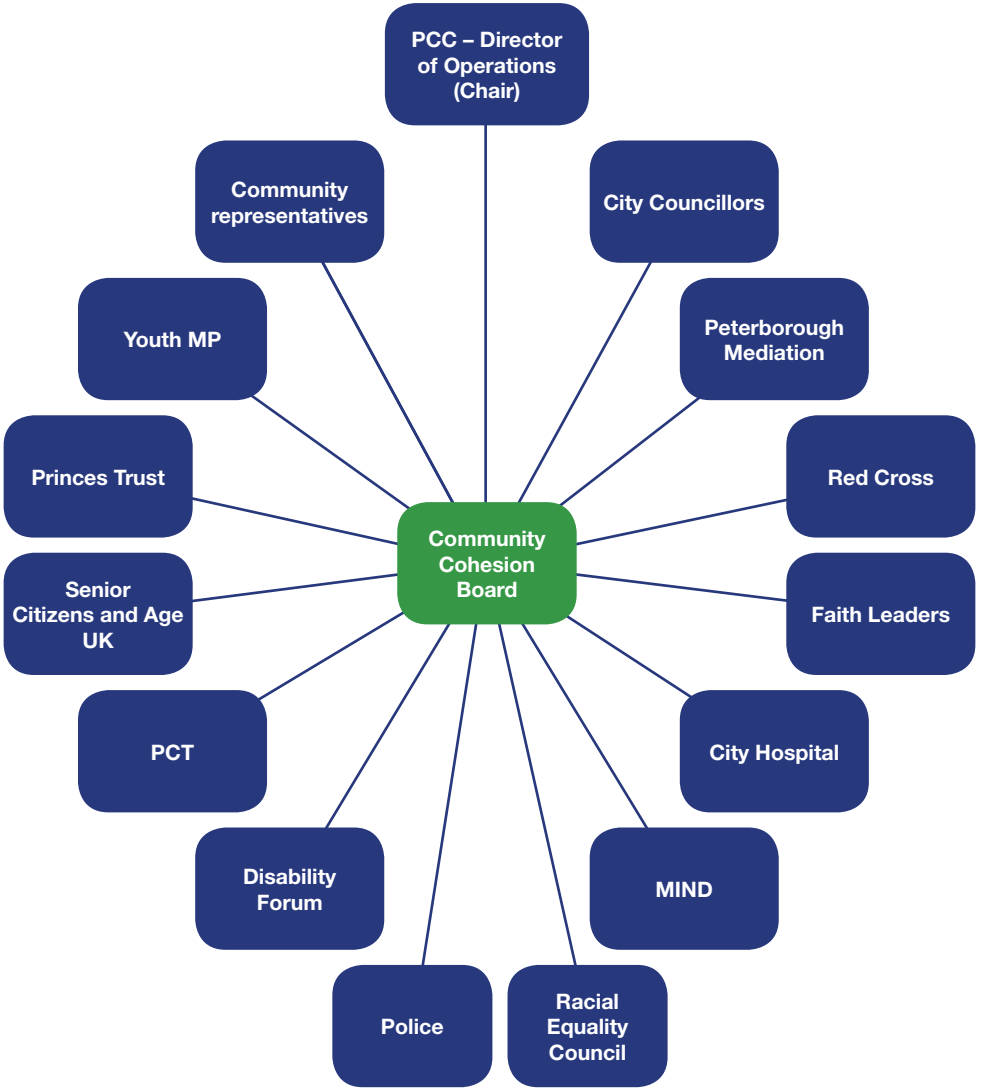 PCC – Director
of Operations
(Chair)
Community
representatives
City Councillors
Youth MP
Peterborough
Mediation
Princes Trust
Red Cross
Community
Cohesion
Board
Senior
Citizens and Age
UK
Faith Leaders
PCT
City Hospital
Disability
Forum
MIND
Police
Racial
Equality
Council